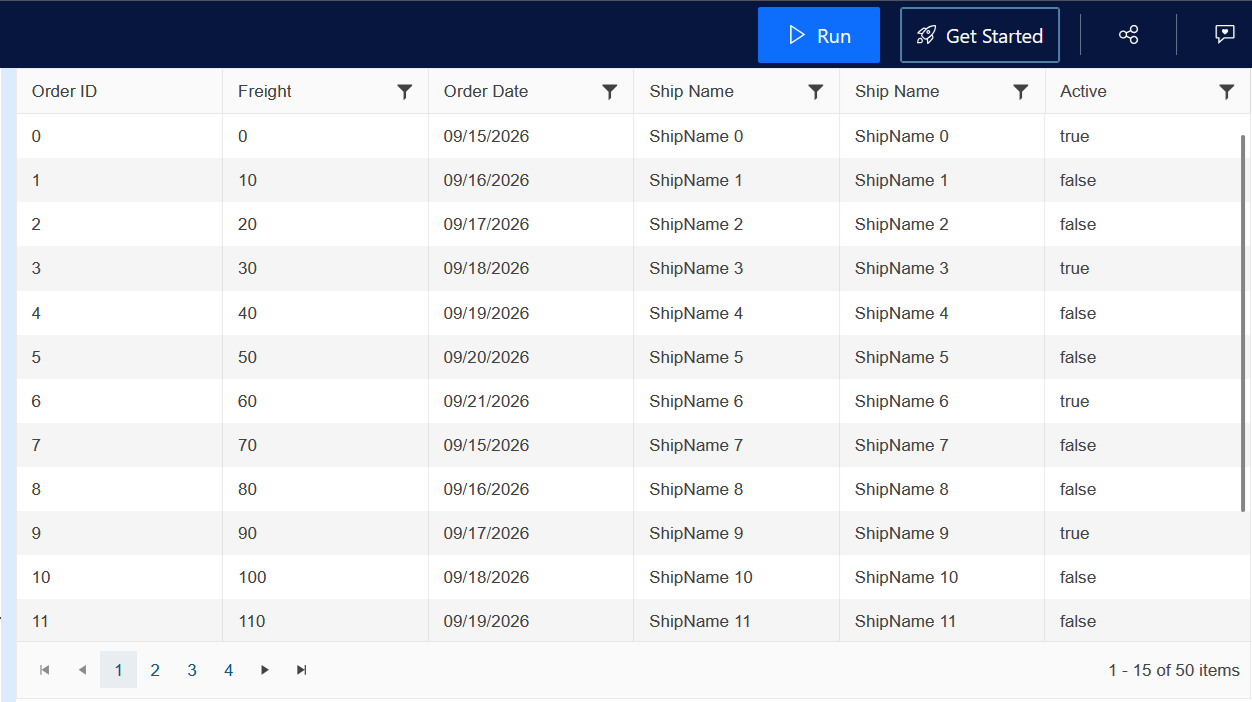 Run Get Started
Order ID Freight Order Date Ship Name Ship Name Active
0 0 09/15/2026 ShipName 0 ShipName 0 true
1 10 09/16/2026 ShipName 1 ShipName 1 false
2 20 09/17/2026 ShipName 2 ShipName 2 false
3 30 09/18/2026 ShipName 3 ShipName 3 true
4 40 09/19/2026 ShipName 4 ShipName 4 false
5 50 09/20/2026 ShipName 5 ShipName 5 false
6 60 09/21/2026 ShipName 6 ShipName 6 true
7 70 09/15/2026 ShipName 7 ShipName 7 false
8 80 09/16/2026 ShipName 8 ShipName 8 false
9 90 09/17/2026 ShipName 9 ShipName 9 true
10 100 09/18/2026 ShipName 10 ShipName 10 false
11 110 09/19/2026 ShipName 11 ShipName 11 false
1 2 3 4 1 - 15 of 50 items